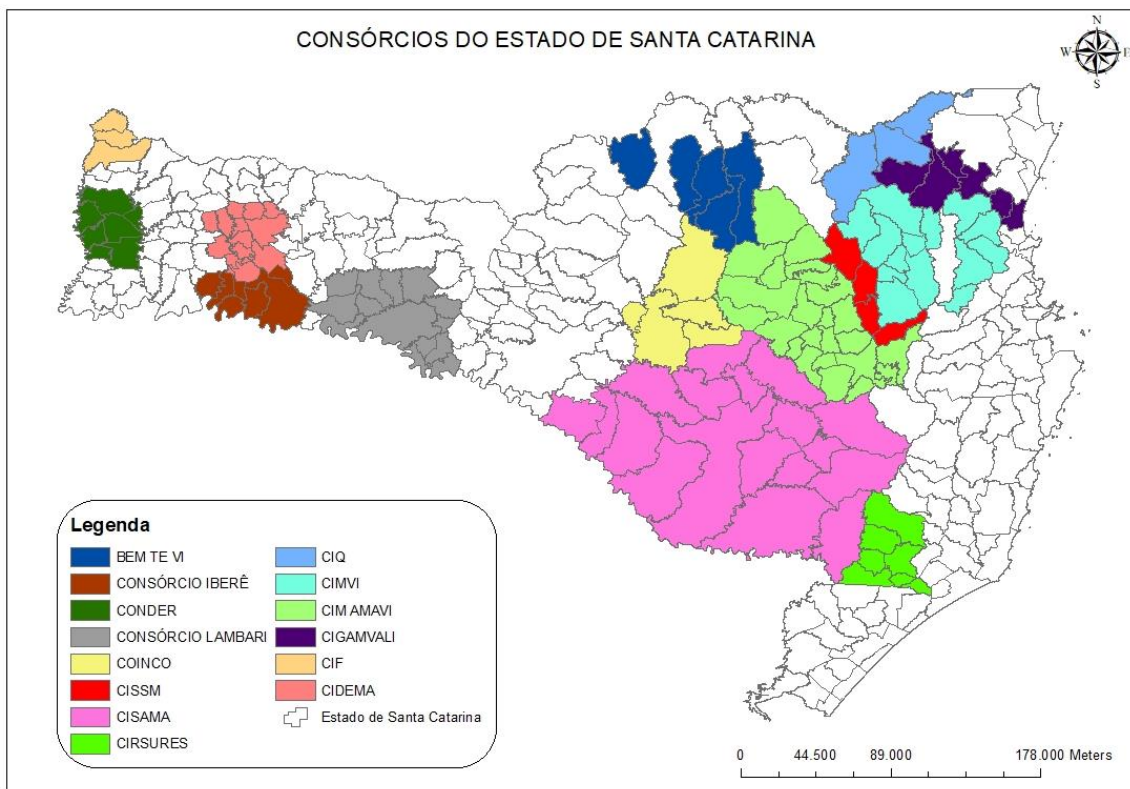 CONSÓRCIOS DO ESTADO DE SANTA CATARINA
N
W E
S
Legenda
BEM TE VI
CONSÓRCIO IBERÊ
CONDER
CONSÓRCIO LAMBARI
COINCO
CISSM
CISAMA
CIRSURES
CIQ
CIMVI
CIM AMAVI
CIGAMVALI
CIF
CIDEMA
Estado de Santa Catarina
0 44.500 89.000 178.000 Meters